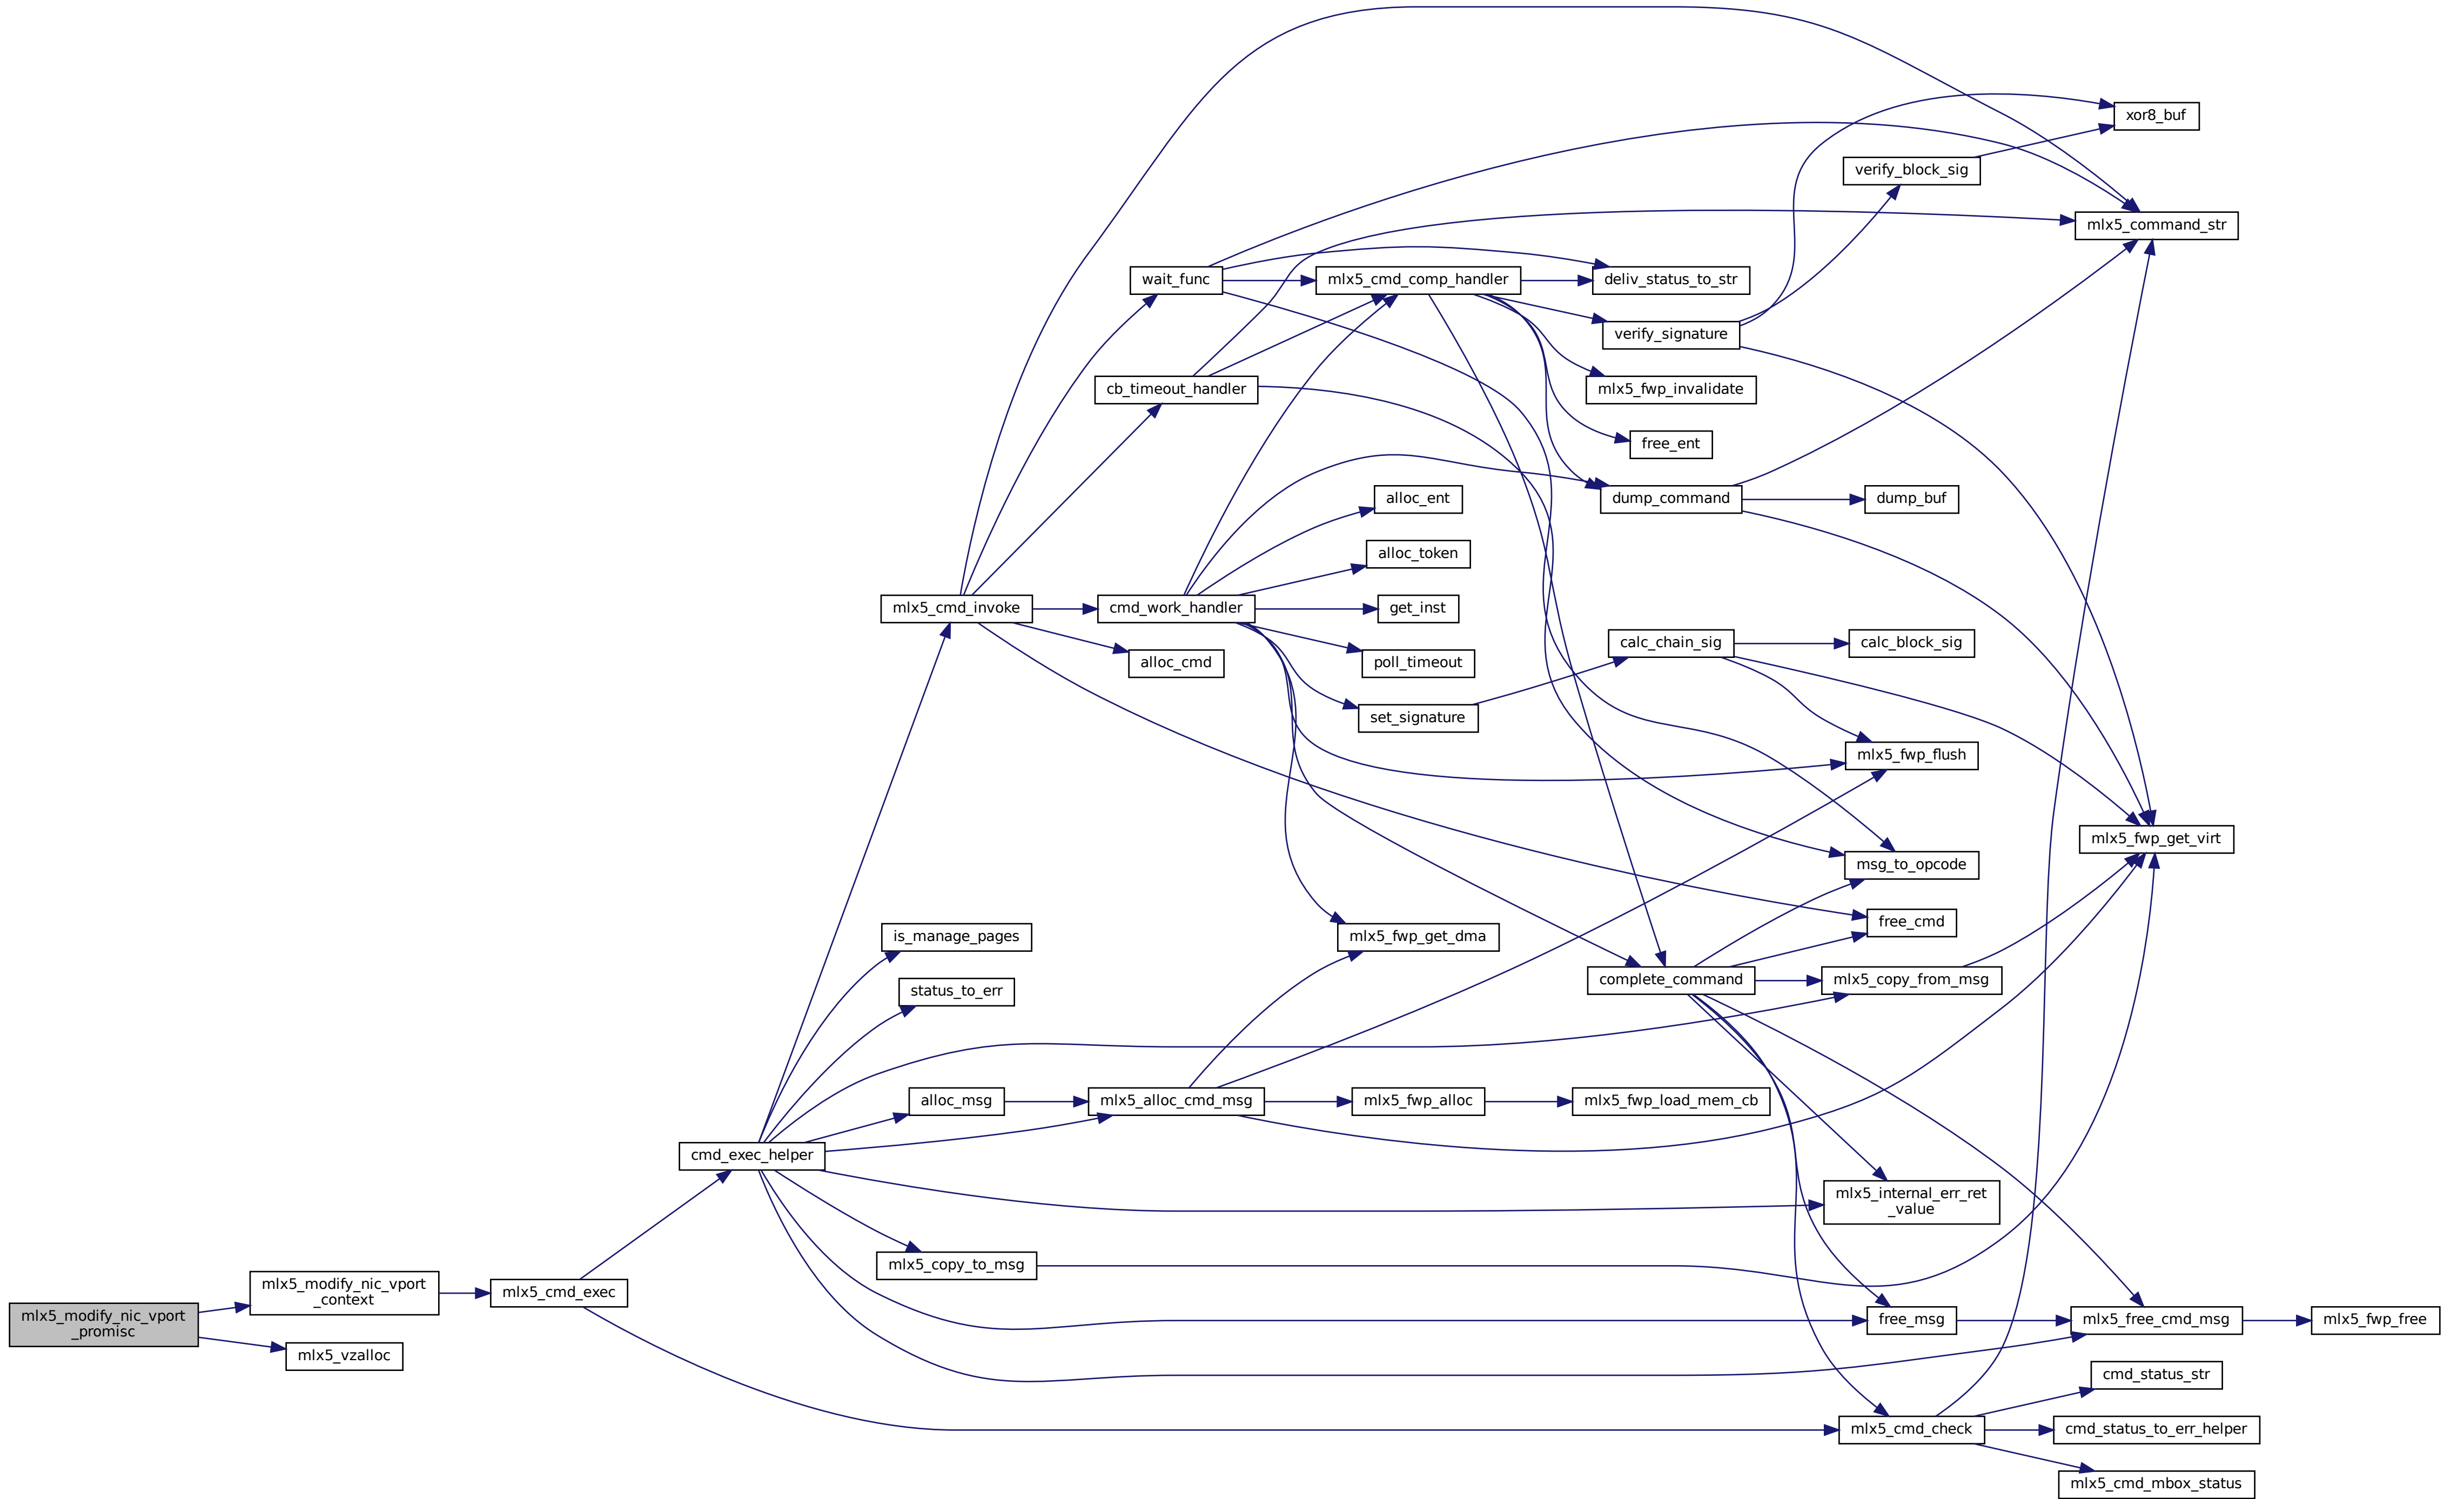 xor8_buf
verify_block_sig
mlx5_command_str
wait_func
mlx5_cmd_comp_handler
deliv_status_to_str
verify_signature
cb_timeout_handler
mlx5_fwp_invalidate
free_ent
alloc_ent
dump_command
dump_buf
alloc_token
mlx5_cmd_invoke
cmd_work_handler
get_inst
calc_chain_sig
calc_block_sig
alloc_cmd
poll_timeout
set_signature
mlx5_fwp_flush
mlx5_fwp_get_virt
msg_to_opcode
free_cmd
is_manage_pages
mlx5_fwp_get_dma
complete_command
mlx5_copy_from_msg
status_to_err
alloc_msg
mlx5_alloc_cmd_msg
mlx5_fwp_alloc
mlx5_fwp_load_mem_cb
cmd_exec_helper
mlx5_internal_err_ret
_value
mlx5_copy_to_msg
mlx5_modify_nic_vport
_context
mlx5_cmd_exec
mlx5_modify_nic_vport
_promisc
free_msg
mlx5_free_cmd_msg
mlx5_fwp_free
mlx5_vzalloc
cmd_status_str
mlx5_cmd_check
cmd_status_to_err_helper
mlx5_cmd_mbox_status